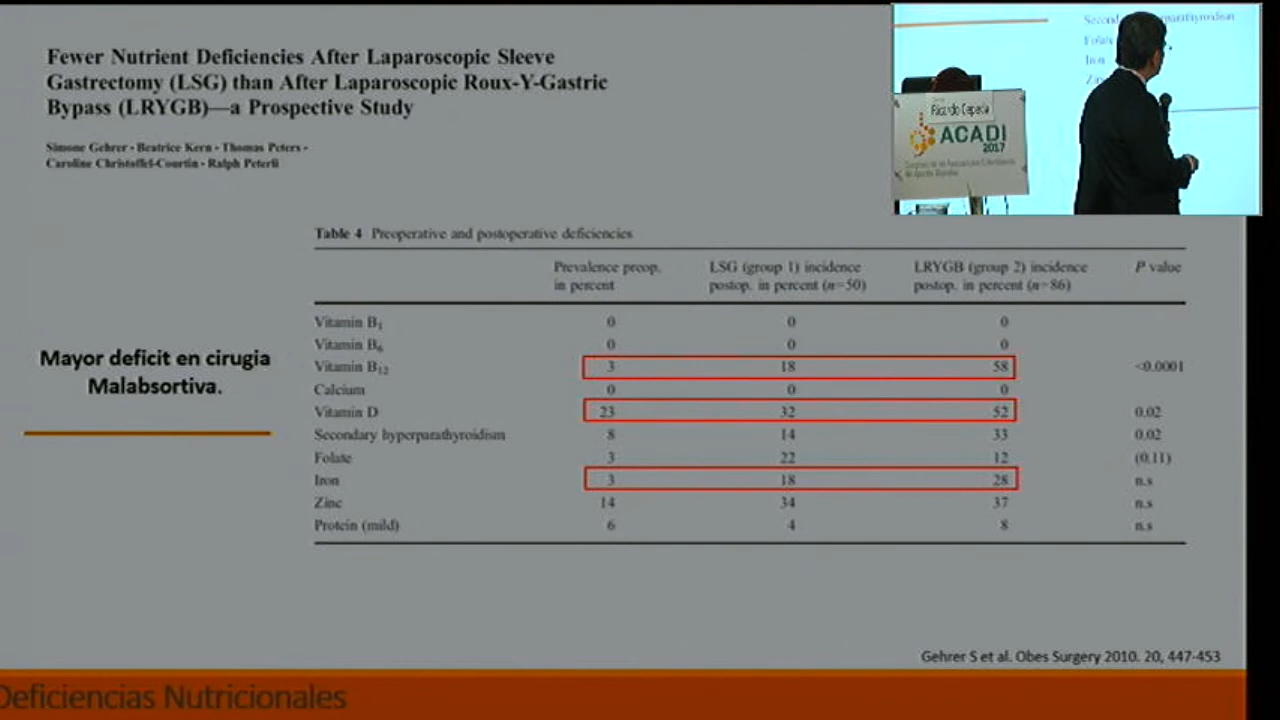 Fewer Nutrient Deficiencies After Laparoscopic Sleeve
Gastrectomy (LSG) than After Laparoscopic Roux-Y-Gastric
Bypass (LRYGB)—a Prospective Study
Simone Gehrer · Beatrice Kern · Thomas Peters ·
Caroline Christoffel-Courtin · Ralph Peterli
Ricardo
ACADI
2017
Folate
Iron
Table 4 Preoperative and postoperative deficiencies
Prevalence preop. LSG (group 1) incidence LRYGB (group 2) incidence P value
in percent postop. in percent (n=50) postop. in percent (n=86)
Vitamin B1 0 0 0
Vitamin B6 0 0 0
Vitamin B12 3 18 58 <0.0001
Calcium 0 0 0
Vitamin D 23 32 52 0.02
Secondary hyperparathyroidism 8 14 33 0.02
Folate 3 22 12 (0.11)
Iron 3 18 28 n.s
Zinc 14 34 37 n.s
Protein (mild) 6 4 8 n.s
Mayor deficit en cirugia
Malabsortiva.
Gehrer S et al. Obes Surgery 2010. 20, 447-453
Deficiencias Nutricionales